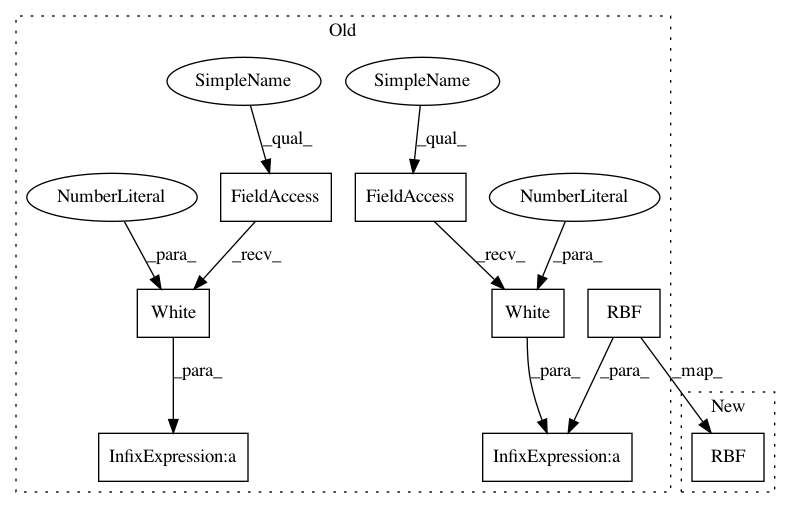 Old
SimpleName
SimpleName
_qual_
_qual_
NumberLiteral
FieldAccess
FieldAccess
NumberLiteral
_para_
_recv_
_recv_
_para_
White
White
RBF
_para_
_para_
_para_
_map_
New
InfixExpression:a
InfixExpression:a
RBF